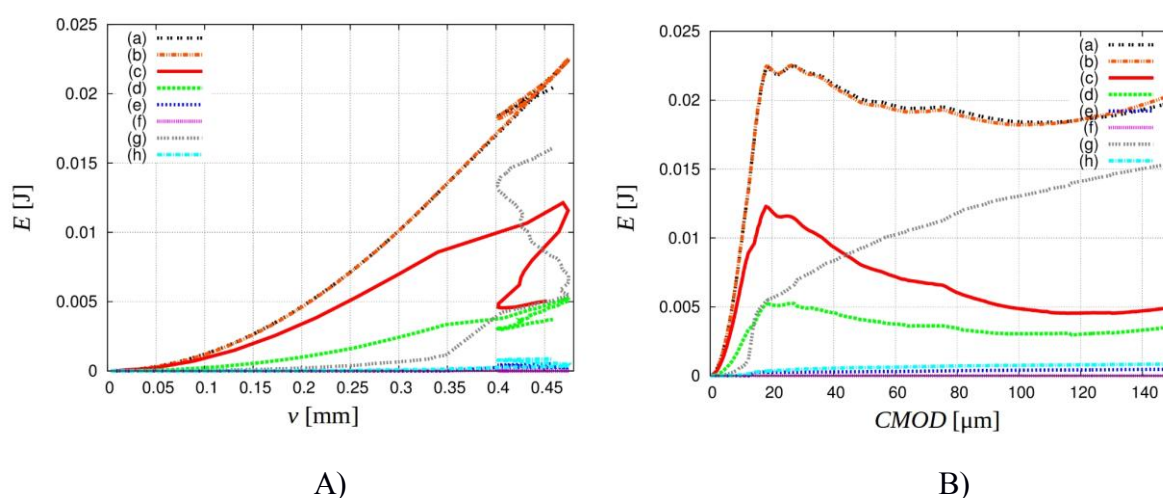 0.025
0.02
0.015
0.01
0.005
0
E [J]
(a)
(b)
(c)
(d)
(e)
(f)
(g)
(h)
0 0.05 0.1 0.15 0.2 0.25 0.3 0.35 0.4 0.45
v [mm]
A)
0.025
0.02
0.015
0.01
0.005
0
E [J]
(a)
(b)
(c)
(d)
(e)
(f)
(g)
(h)
0 20 40 60 80 100 120 140
CMOD [μm]
B)